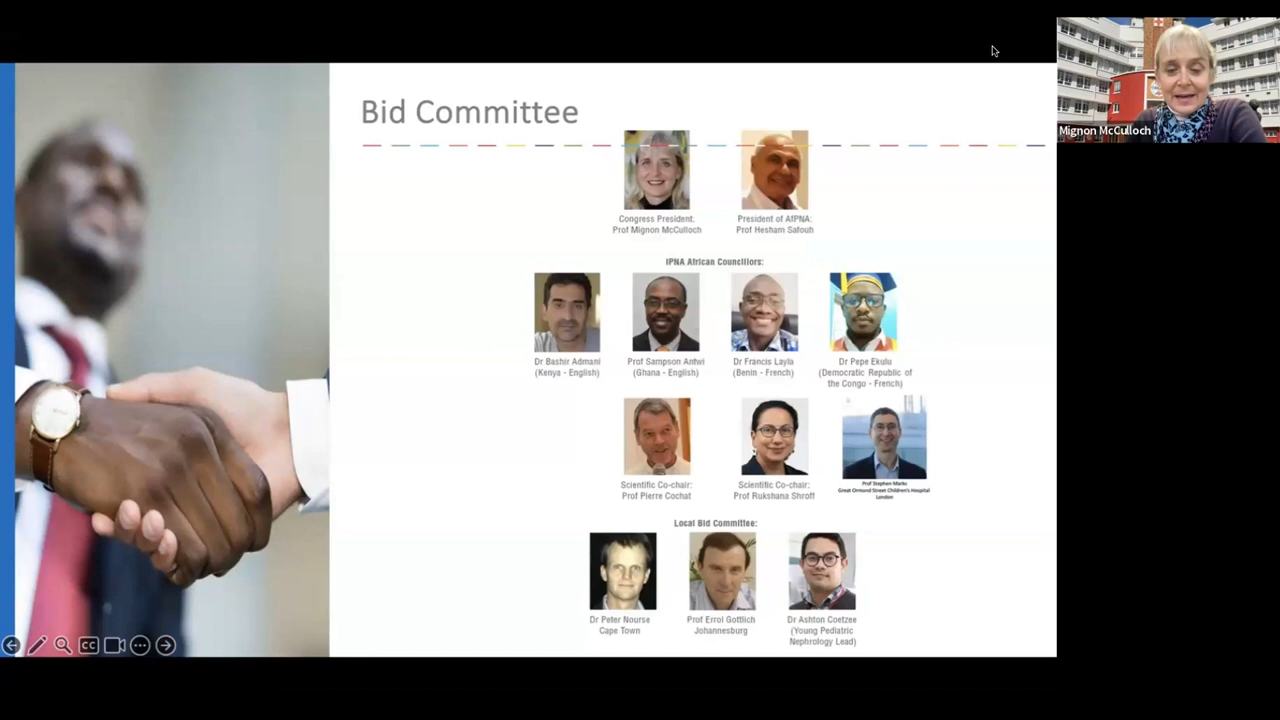 Bid Committee
Mignon McCulloch
Congress President:
Prof Mignon McCulloch
President of AfPNA:
Prof Hesham Safouh
IPNA African Councillors:
Dr Bashir Admani
(Kenya - English)
Prof Sampson Antwi
(Ghana - English)
Dr Francis Layla
(Benin - French)
Dr Pepe Ekulu
(Democratic Republic of
the Congo - French)
Scientific Co-chair:
Prof Pierre Cochat
Scientific Co-chair:
Prof Rukshana Shroff
Prof Stephen Marks
Great Ormond Street Children's Hospital
London
Local Bid Committee:
Dr Peter Nourse
Cape Town
Prof Errol Gottlich
Johannesburg
Dr Ashton Coetzee
(Young Pediatric
Nephrology Lead)
CC